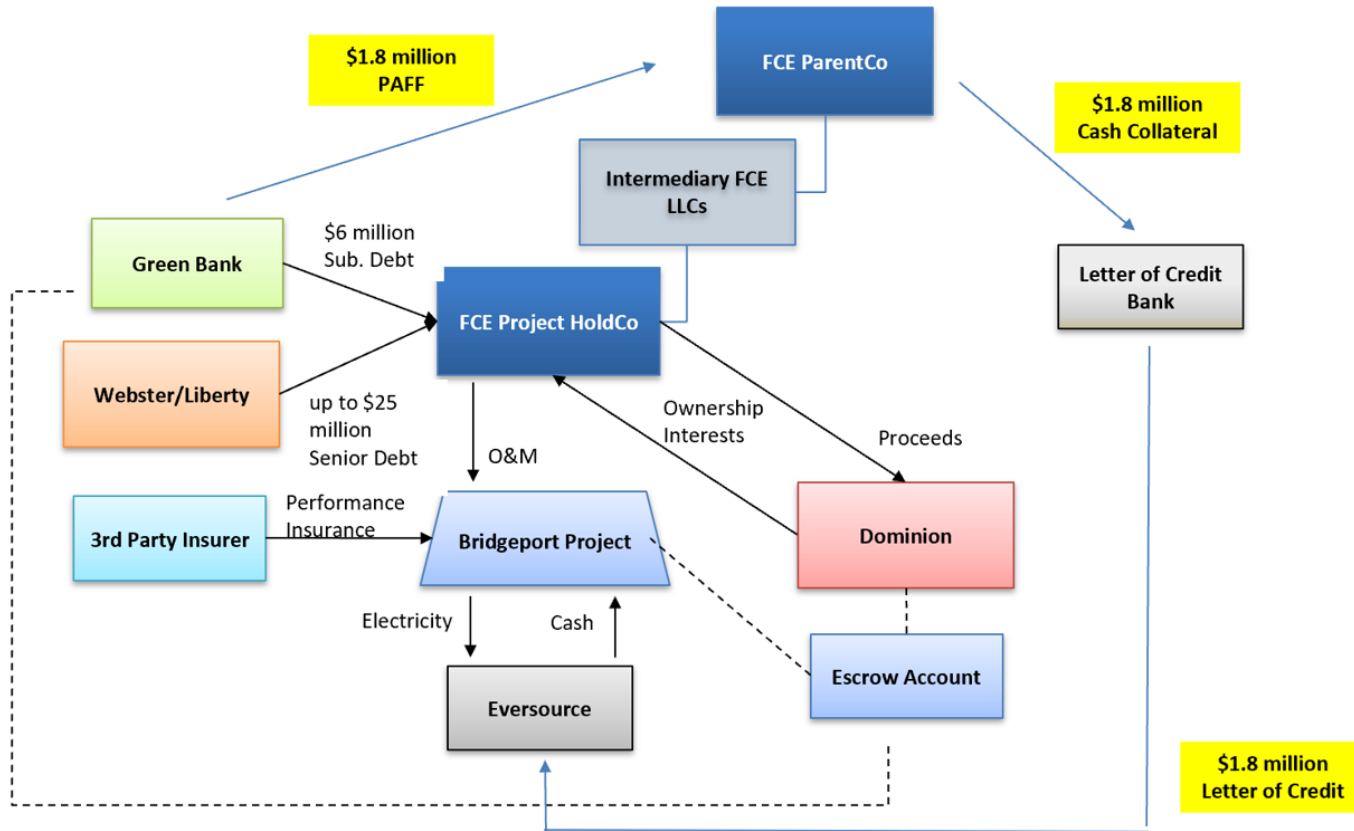 $1.8 million
PAFF
FCE ParentCo
$1.8 million
Cash Collateral
Intermediary FCE
LLCs
Green Bank
$6 million
Sub. Debt
FCE Project HoldCo
Letter of Credit
Bank
Webster/Liberty
up to $25
million
Senior Debt
O&M
Ownership
Interests
Proceeds
3rd Party Insurer
Performance
Insurance
Bridgeport Project
Dominion
Electricity
Cash
Escrow Account
Eversource
$1.8 million
Letter of Credit